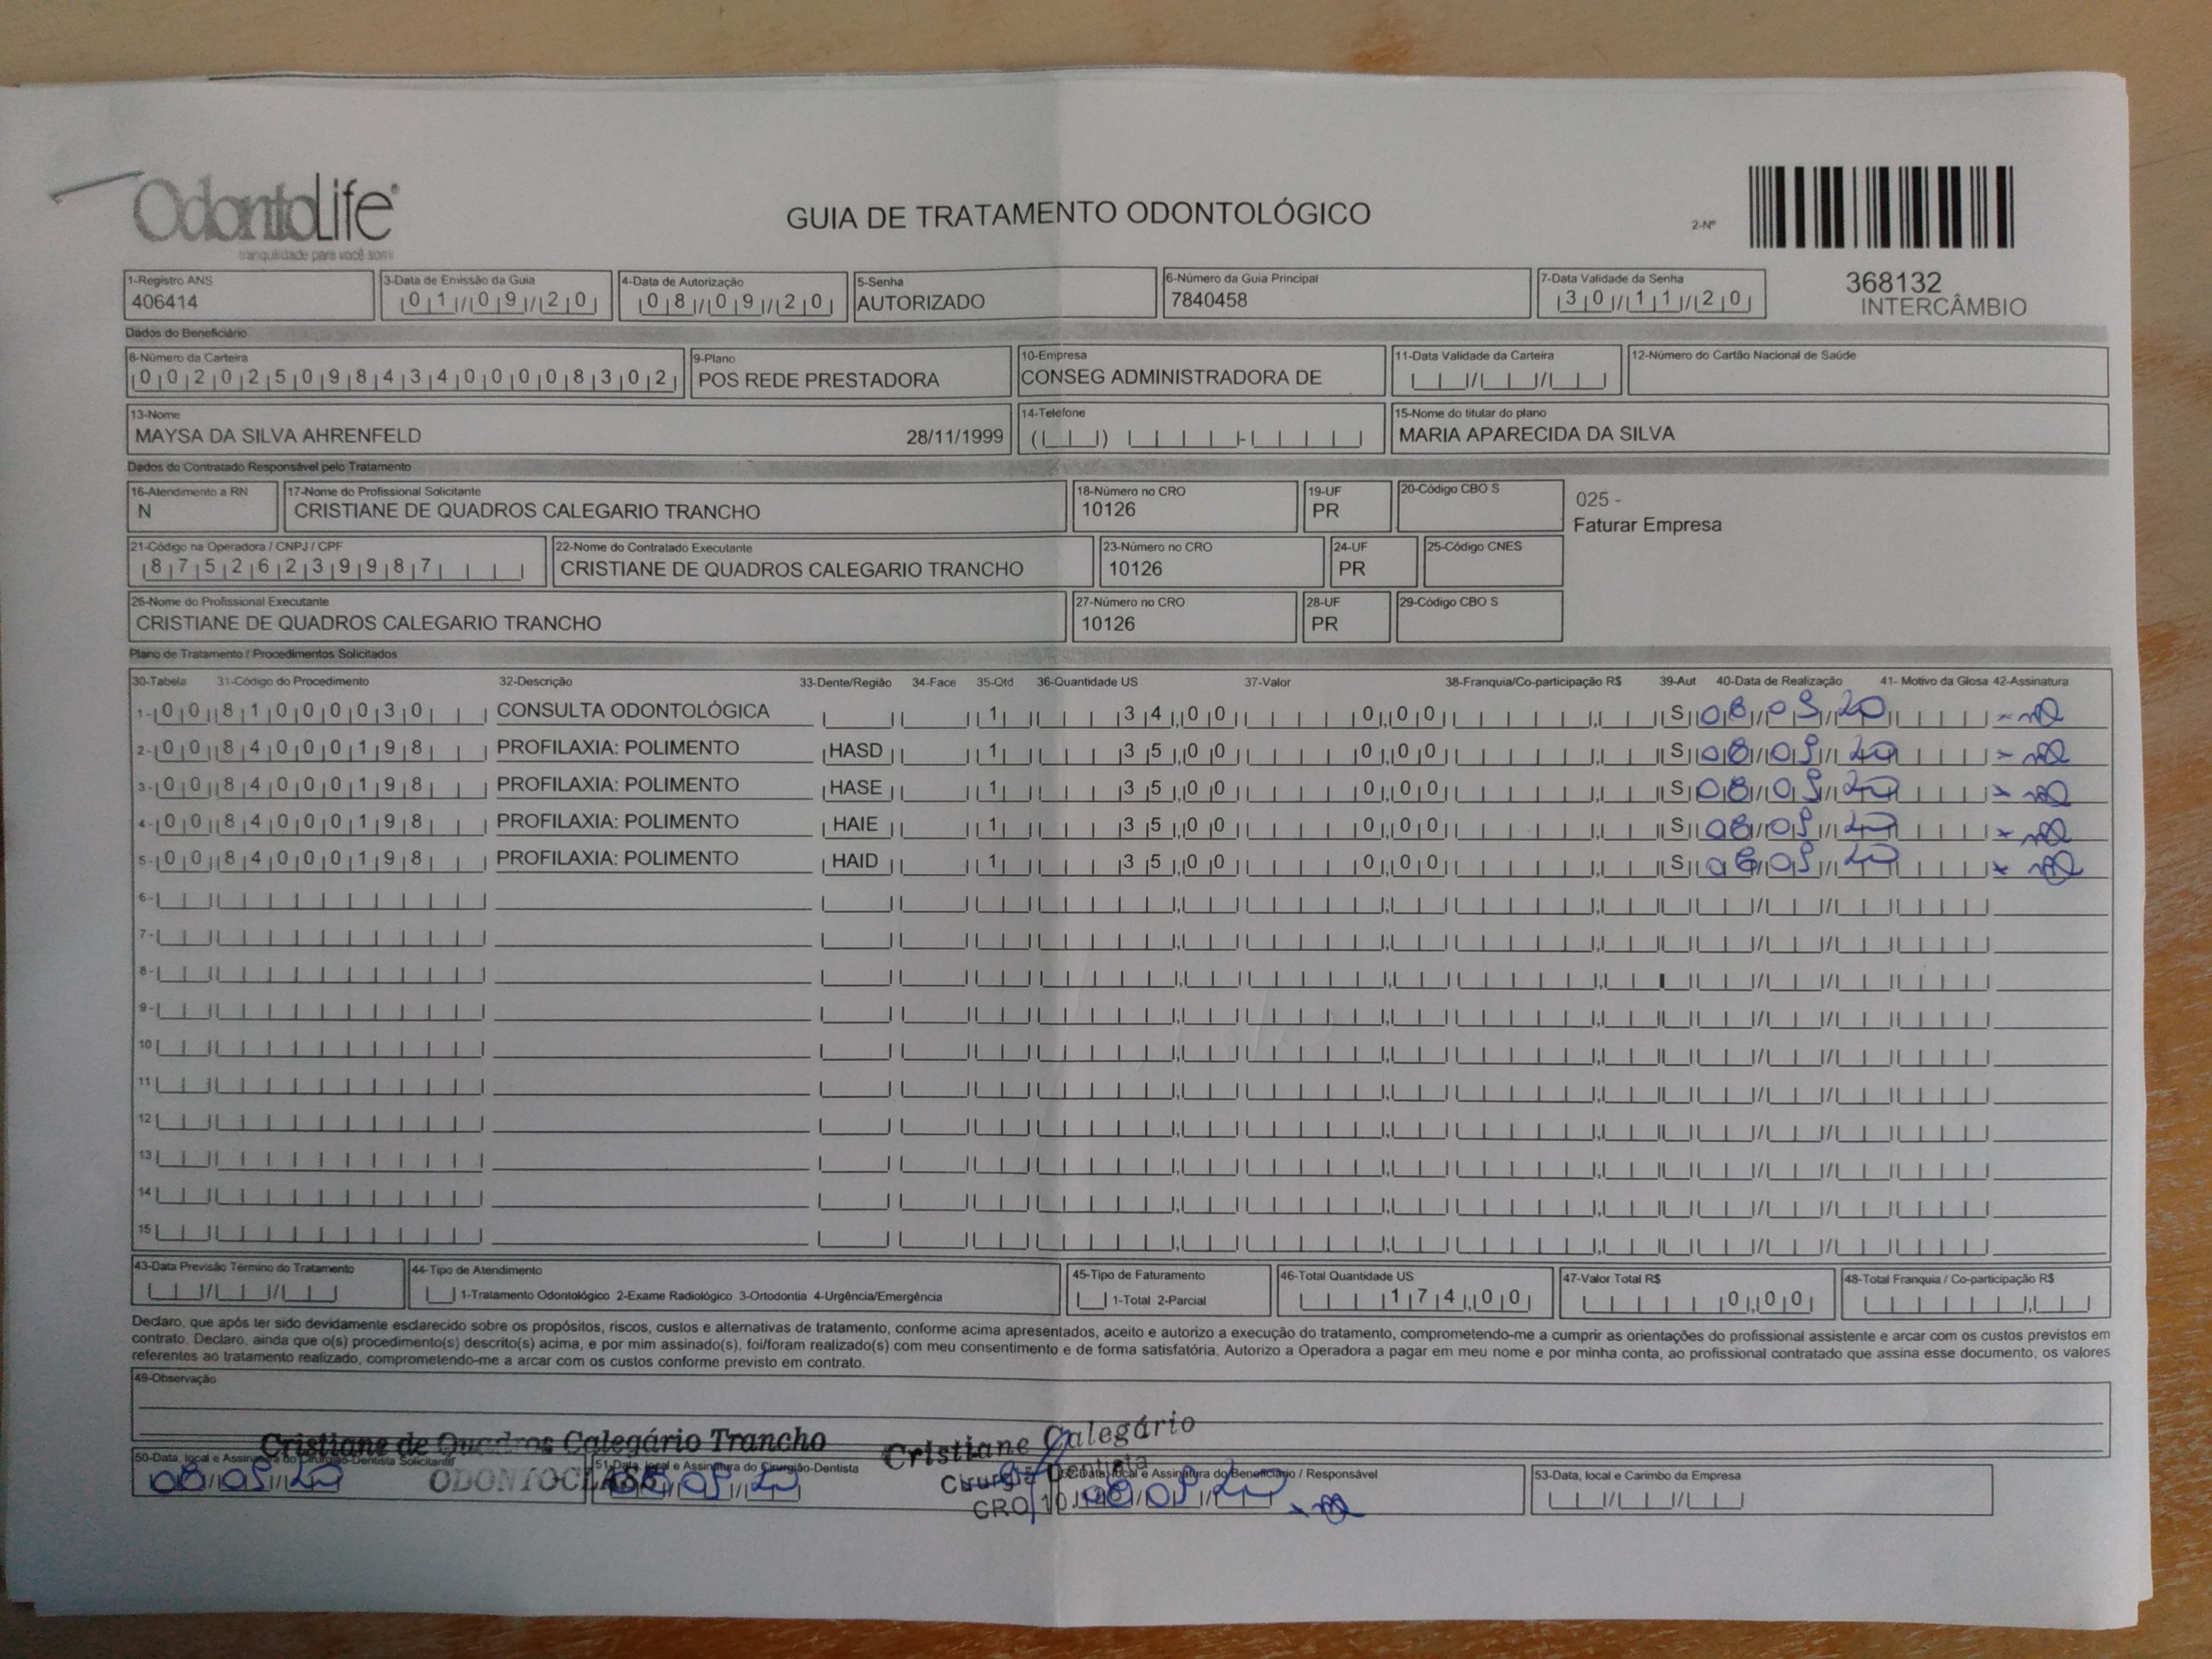 OdontoLife®
tranquilidade para você sorrir
GUIA DE TRATAMENTO ODONTOLÓGICO
2-Nº
368132
INTERCÂMBIO
1-Registro ANS
406414
3-Data de Emissão da Guia
01/09/20
4-Data de Autorização
08/09/20
5-Senha
AUTORIZADO
6-Número da Guia Principal
7840458
7-Data Validade da Senha
30/11/20
Dados do Beneficiário
8-Número da Carteira
00202509843400008302
9-Plano
POS REDE PRESTADORA
10-Empresa
CONSEG ADMINISTRADORA DE
11-Data Validade da Carteira
12-Número do Cartão Nacional de Saúde
13-Nome
MAYSA DA SILVA AHRENFELD 28/11/1999
14-Telefone
15-Nome do titular do plano
MARIA APARECIDA DA SILVA
Dados do Contratado Responsável pelo Tratamento
16-Atendimento a RN
N
17-Nome do Profissional Solicitante
CRISTIANE DE QUADROS CALEGARIO TRANCHO
18-Número no CRO
10126
19-UF
PR
20-Código CBO S
025 -
Faturar Empresa
21-Código na Operadora / CNPJ / CPF
87526239987
22-Nome do Contratado Executante
CRISTIANE DE QUADROS CALEGARIO TRANCHO
23-Número no CRO
10126
24-UF
PR
25-Código CNES
26-Nome do Profissional Executante
CRISTIANE DE QUADROS CALEGARIO TRANCHO
27-Número no CRO
10126
28-UF
PR
29-Código CBO S
Plano de Tratamento / Procedimentos Solicitados
30-Tabela 31-Código do Procedimento 32-Descrição 33-Dente/Região 34-Face 35-Qtd 36-Quantidade US 37-Valor 38-Franquia/Co-participação R$ 39-Aut 40-Data de Realização 41- Motivo da Glosa 42-Assinatura
1- 00 81000030 CONSULTA ODONTOLÓGICA 1 34,00 0,00 S 08/09/20
2- 00 84000198 PROFILAXIA: POLIMENTO HASD 1 35,00 0,00 S 08/09/20
3- 00 84000198 PROFILAXIA: POLIMENTO HASE 1 35,00 0,00 S 08/09/20
4- 00 84000198 PROFILAXIA: POLIMENTO HAIE 1 35,00 0,00 S 08/09/20
5- 00 84000198 PROFILAXIA: POLIMENTO HAID 1 35,00 0,00 S 08/09/20
6-
7-
8-
9-
10
11
12
13
14
15
43-Data Previsão Término do Tratamento
44-Tipo de Atendimento
1-Tratamento Odontológico 2-Exame Radiológico 3-Ortodontia 4-Urgência/Emergência
45-Tipo de Faturamento
1-Total 2-Parcial
46-Total Quantidade US
174,00
47-Valor Total R$
0,00
48-Total Franquia / Co-participação R$
Declaro, que após ter sido devidamente esclarecido sobre os propósitos, riscos, custos e alternativas de tratamento, conforme acima apresentados, aceito e autorizo a execução do tratamento, comprometendo-me a cumprir as orientações do profissional assistente e arcar com os custos previstos em
contrato. Declaro, ainda que o(s) procedimento(s) descrito(s) acima, e por mim assinado(s), foi/foram realizado(s) com meu consentimento e de forma satisfatória. Autorizo a Operadora a pagar em meu nome e por minha conta, ao profissional contratado que assina esse documento, os valores
referentes ao tratamento realizado, comprometendo-me a arcar com os custos conforme previsto em contrato.
49-Observação
Cristiane de Quadros Calegário Trancho
ODONTOCLASS
Cristiane Calegário
Cirurgiã Dentista
CRO 10126
50-Data, local e Assinatura do Cirurgião-Dentista Solicitante
08/09/20
51-Data, local e Assinatura do Cirurgião-Dentista
08/09/20
52-Data, local e Assinatura do Beneficiário / Responsável
08/09/20
53-Data, local e Carimbo da Empresa